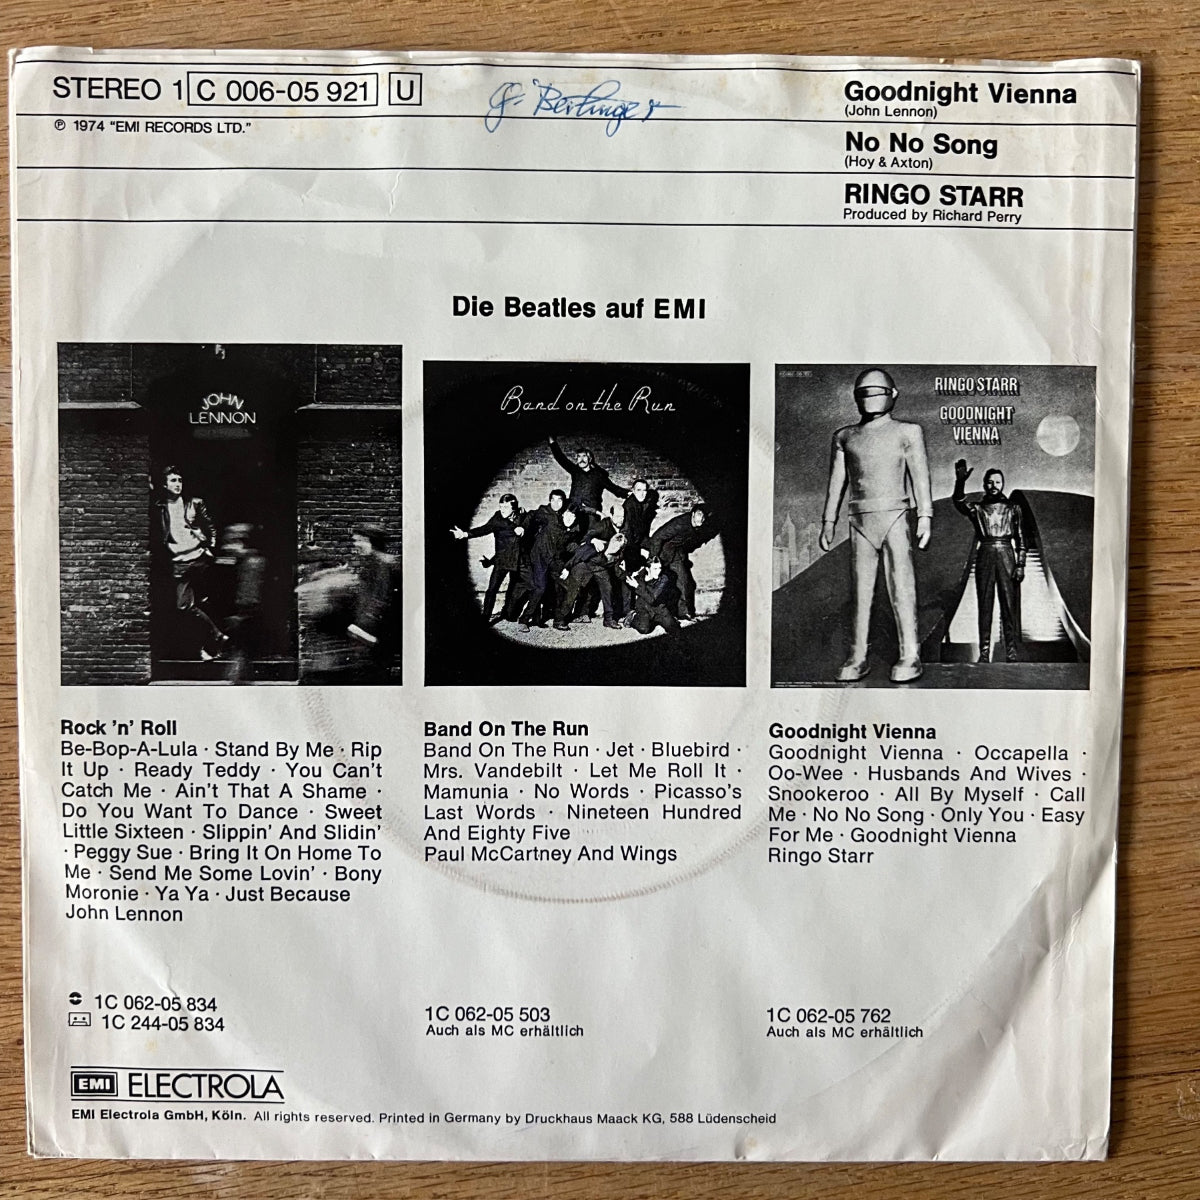 STEREO 1 C 006-05 921 U
℗ 1974 "EMI RECORDS LTD."
Goodnight Vienna
(John Lennon)
No No Song
(Hoy & Axton)
RINGO STARR
Produced by Richard Perry
Die Beatles auf EMI
JOHN
LENNON
Band on the Run
RINGO STARR
GOODNIGHT
VIENNA
Rock 'n' Roll
Be-Bop-A-Lula · Stand By Me · Rip
It Up · Ready Teddy · You Can't
Catch Me · Ain't That A Shame ·
Do You Want To Dance · Sweet
Little Sixteen · Slippin' And Slidin'
· Peggy Sue · Bring It On Home To
Me · Send Me Some Lovin' · Bony
Moronie · Ya Ya · Just Because
John Lennon
1C 062-05 834
1C 244-05 834
Band On The Run
Band On The Run · Jet · Bluebird ·
Mrs. Vandebilt · Let Me Roll It ·
Mamunia · No Words · Picasso's
Last Words · Nineteen Hundred
And Eighty Five
Paul McCartney And Wings
1C 062-05 503
Auch als MC erhältlich
Goodnight Vienna
Goodnight Vienna · Occapella ·
Oo-Wee · Husbands And Wives ·
Snookeroo · All By Myself · Call
Me · No No Song · Only You · Easy
For Me · Goodnight Vienna
Ringo Starr
1C 062-05 762
Auch als MC erhältlich
EMI ELECTROLA
EMI Electrola GmbH, Köln. All rights reserved. Printed in Germany by Druckhaus Maack KG, 588 Lüdenscheid